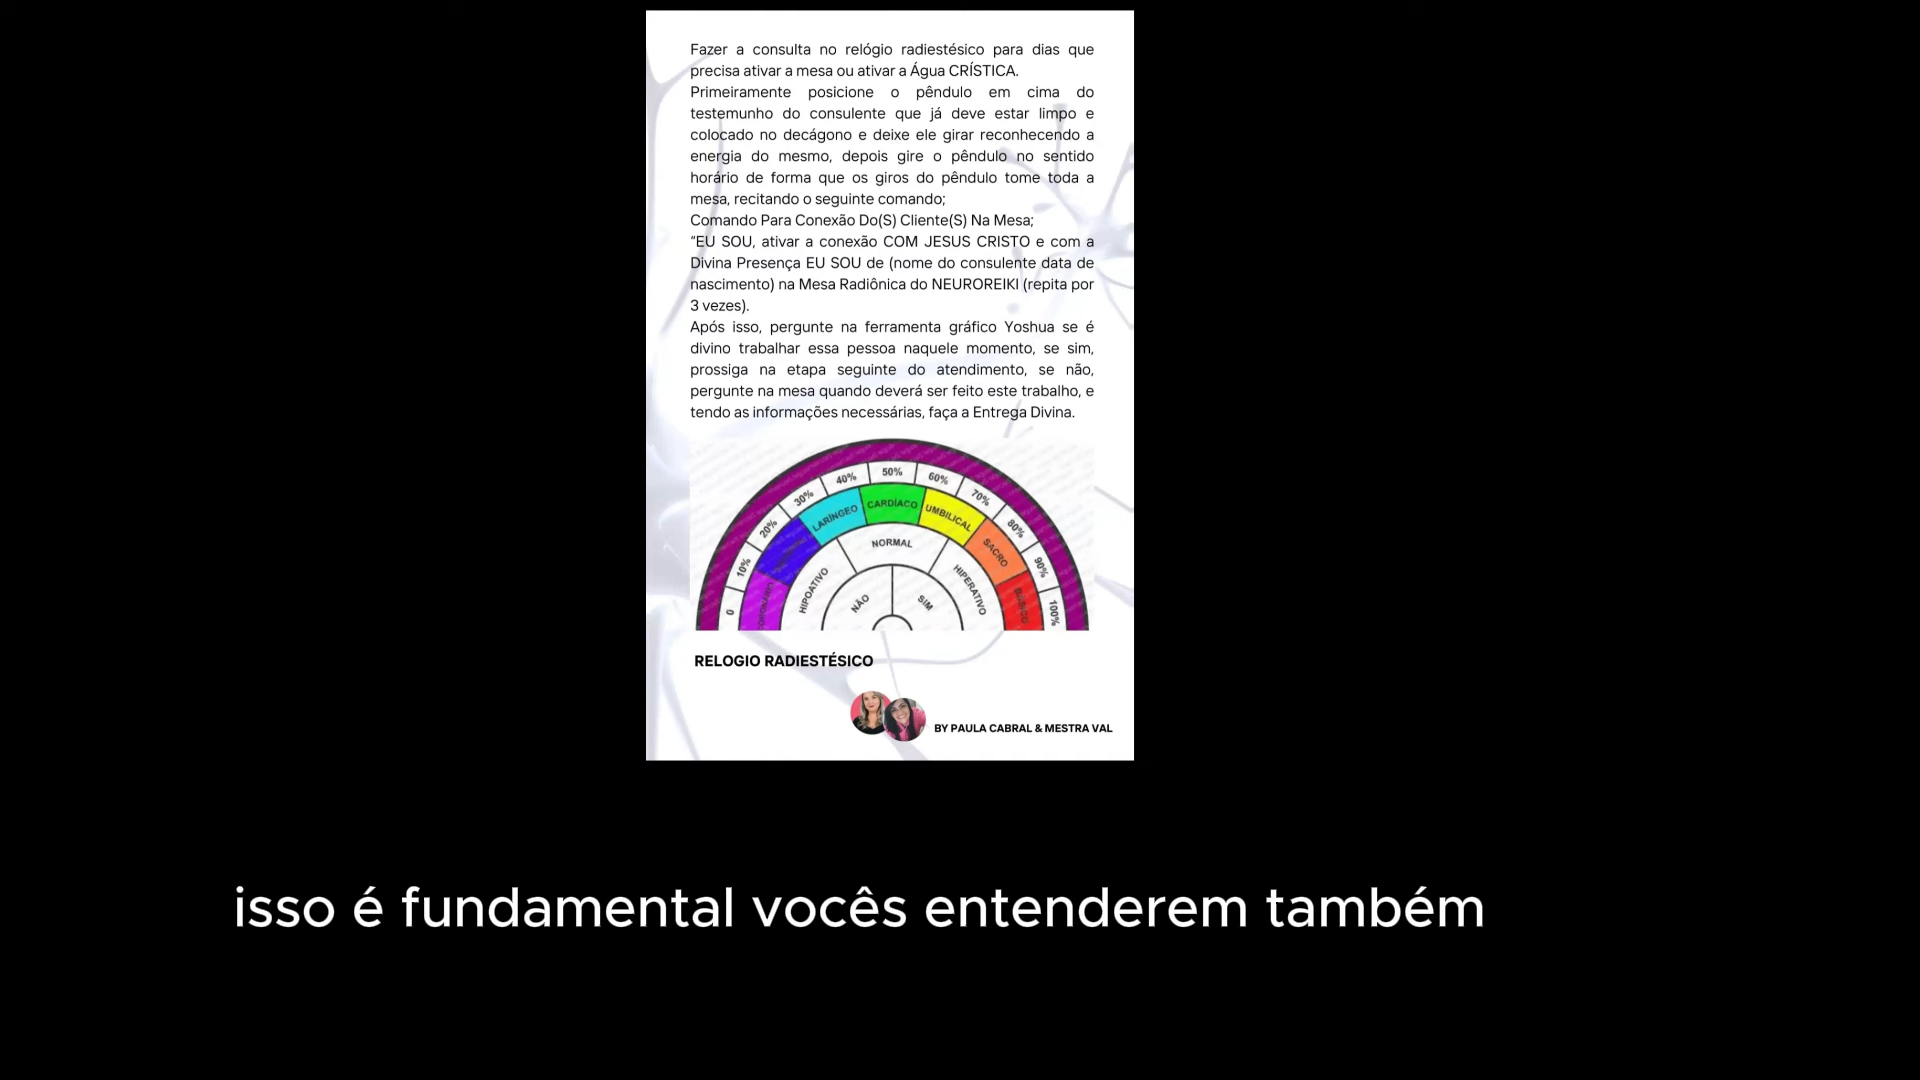 Fazer a consulta no relógio radiestésico para dias que
precisa ativar a mesa ou ativar a Água CRÍSTICA.
Primeiramente posicione o pêndulo em cima do
testemunho do consulente que já deve estar limpo e
colocado no decágono e deixe ele girar reconhecendo a
energia do mesmo, depois gire o pêndulo no sentido
horário de forma que os giros do pêndulo tome toda a
mesa, recitando o seguinte comando;
Comando Para Conexão Do(S) Cliente(S) Na Mesa;
“EU SOU, ativar a conexão COM JESUS CRISTO e com a
Divina Presença EU SOU de (nome do consulente data de
nascimento) na Mesa Radiônica do NEUROREIKI (repita por
3 vezes).
Após isso, pergunte na ferramenta gráfico Yoshua se é
divino trabalhar essa pessoa naquele momento, se sim,
prossiga na etapa seguinte do atendimento, se não,
pergunte na mesa quando deverá ser feito este trabalho, e
tendo as informações necessárias, faça a Entrega Divina.
0 10% 20% 30% 40% 50% 60% 70% 80% 90% 100%
CORONÁRIO LARÍNGEO CARDÍACO UMBILICAL SACRO BÁSICO
HIPOATIVO NORMAL HIPERATIVO
NÃO SIM
RELOGIO RADIESTÉSICO
BY PAULA CABRAL & MESTRA VAL
isso é fundamental vocês entenderem também